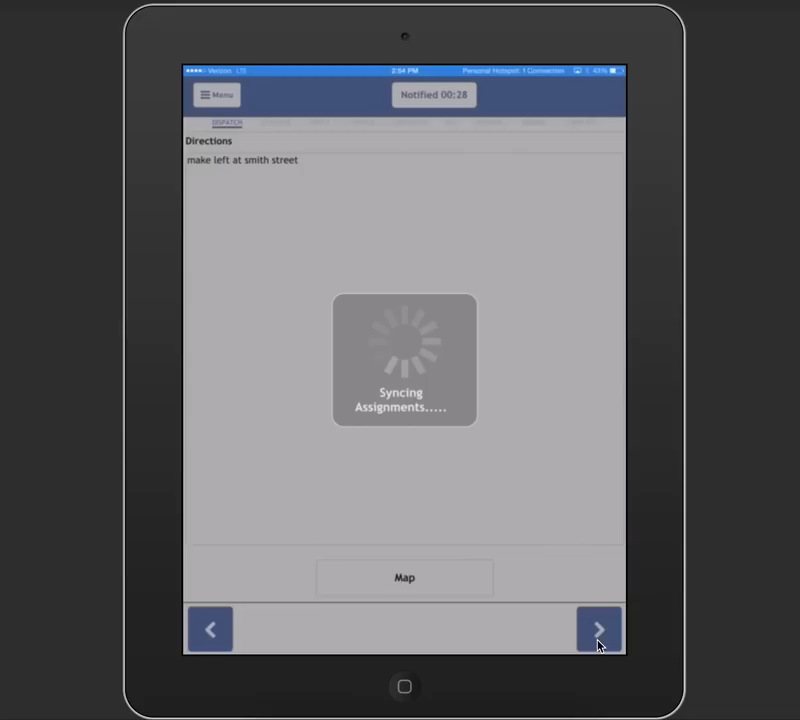 Verizon LTE 2:54 PM Personal Hotspot: 1 Connection 43%
Menu Notified 00:28
DISPATCH
Directions
make left at smith street
Syncing
Assignments.....
Map